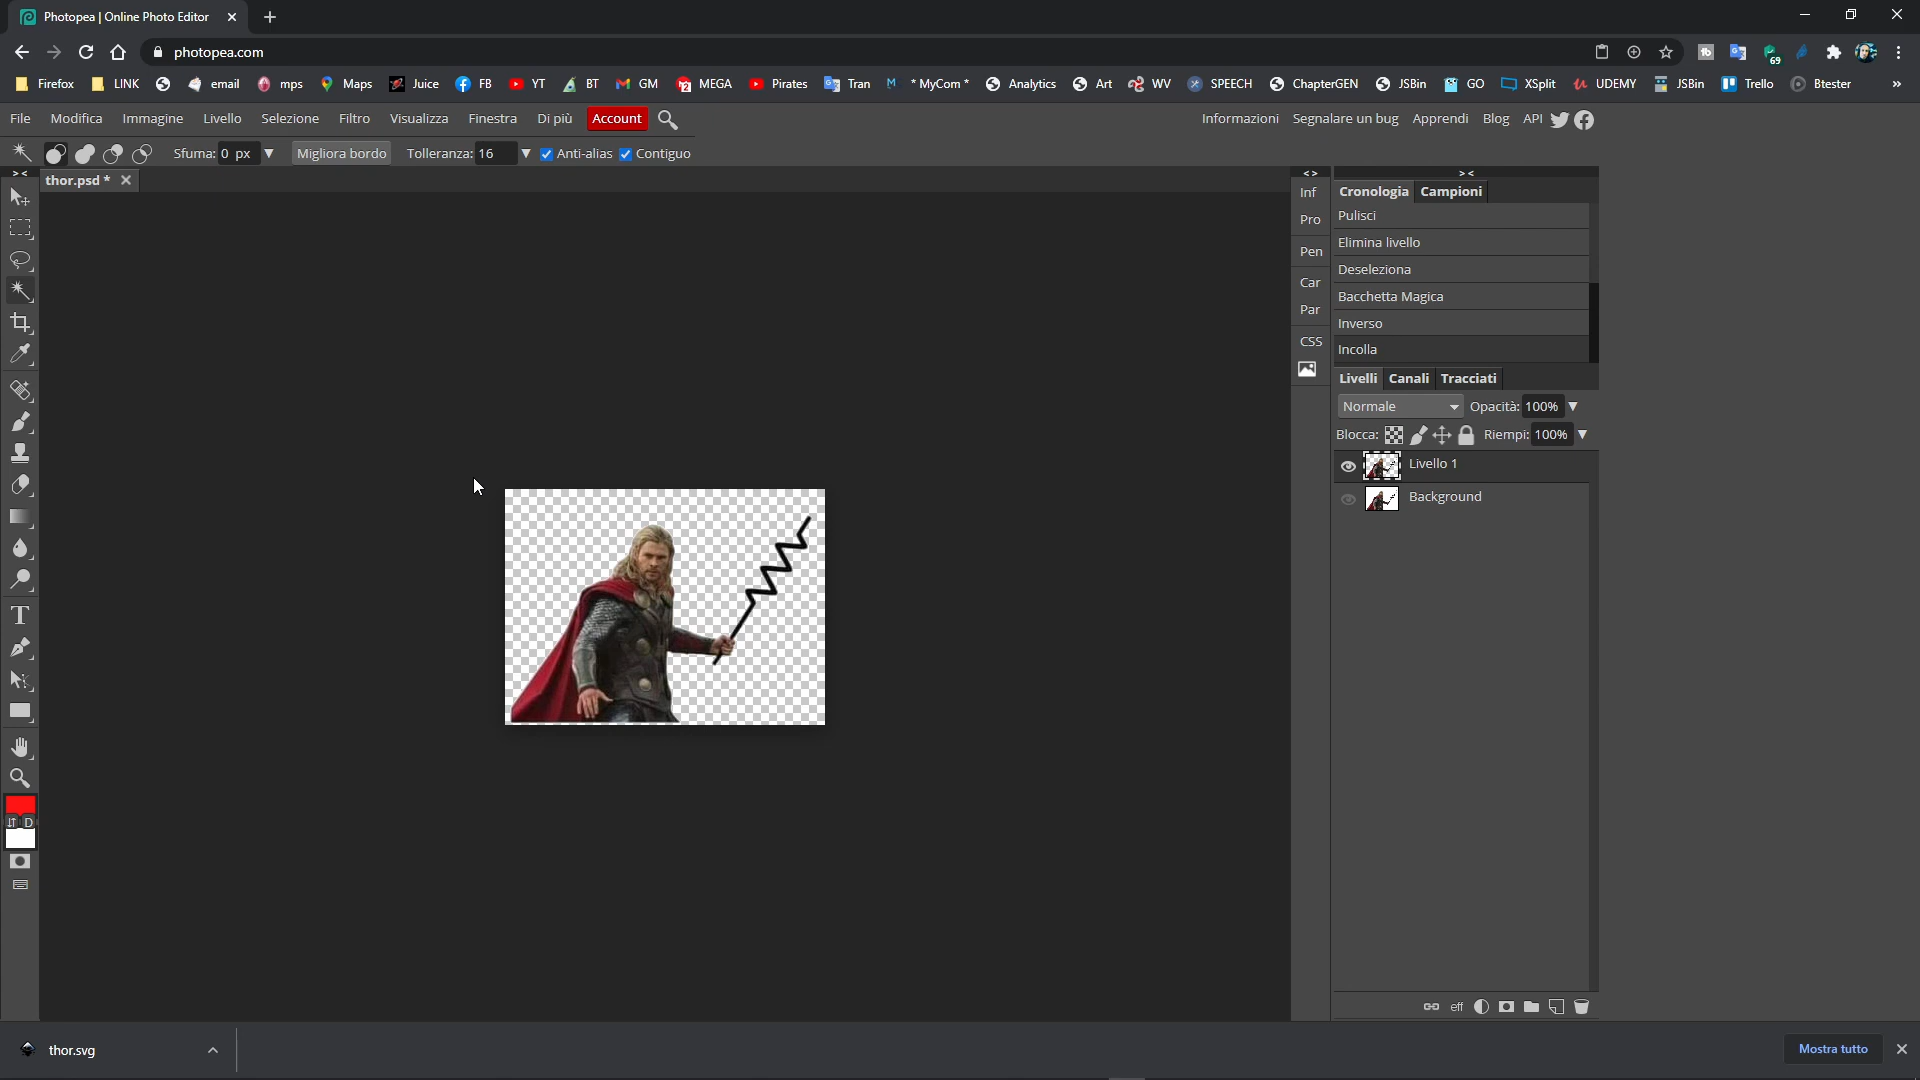 Photopea | Online Photo Editor
photopea.com
Firefox LINK email mps Maps Juice FB YT BT GM MEGA Pirates Tran * MyCom * Analytics Art WV SPEECH ChapterGEN JSBin GO XSplit UDEMY JSBin Trello Btester »
69
File Modifica Immagine Livello Selezione Filtro Visualizza Finestra Di più Account Informazioni Segnalare un bug Apprendi Blog API
Sfuma: 0 px Migliora bordo Tolleranza: 16 Anti-alias Contiguo
thor.psd *
Inf
Pro
Pen
Car
Par
CSS
Cronologia Campioni
Pulisci
Elimina livello
Deseleziona
Bacchetta Magica
Inverso
Incolla
Livelli Canali Tracciati
Normale Opacità: 100%
Blocca: Riempi: 100%
Livello 1
Background
D
eff
thor.svg
Mostra tutto